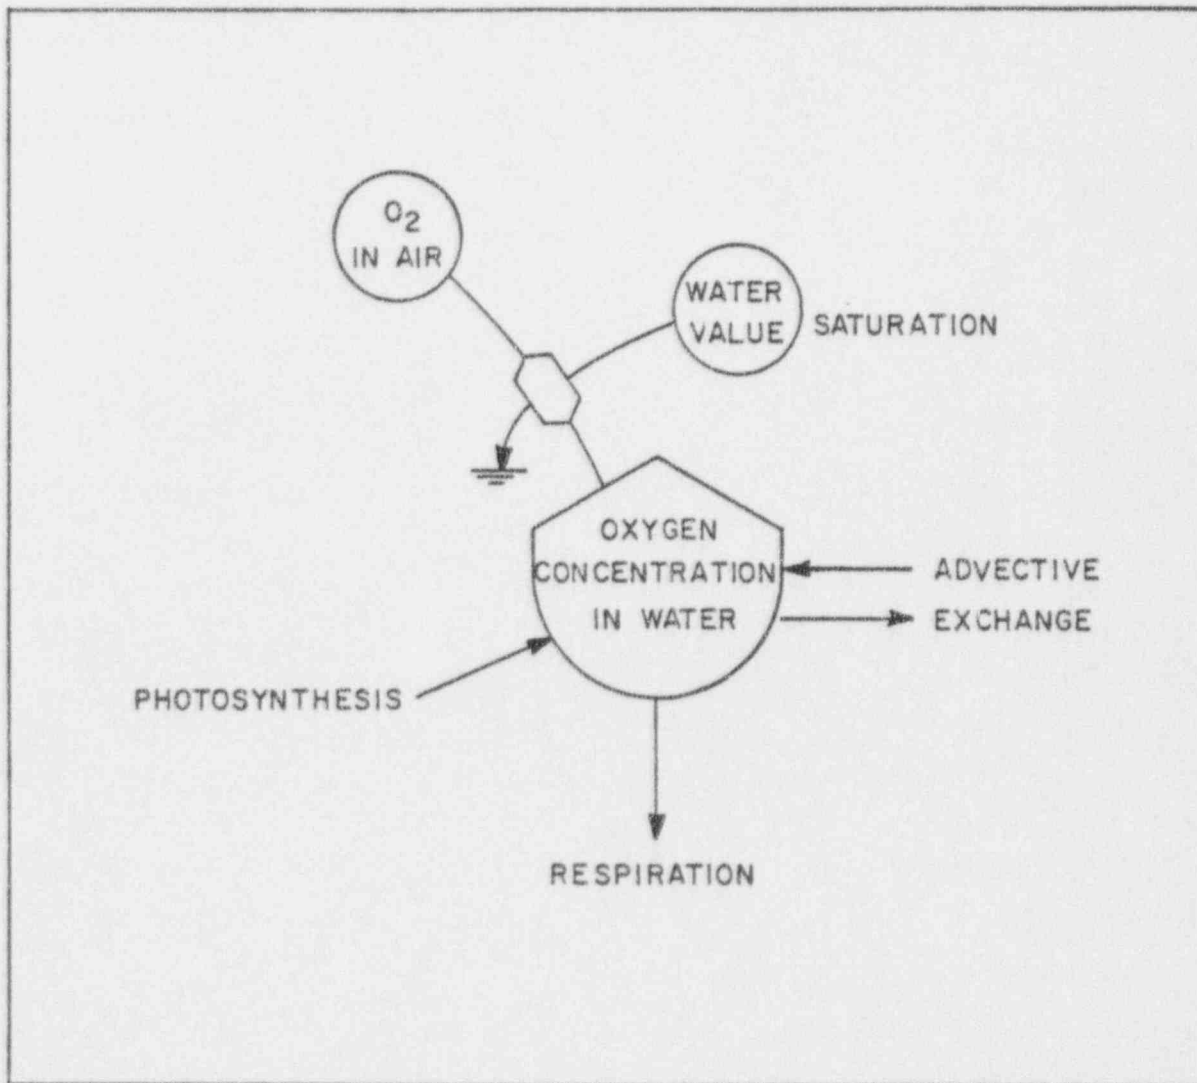 O2
IN AIR
WATER
VALUE SATURATION
OXYGEN
CONCENTRATION
IN WATER
ADVECTIVE
EXCHANGE
PHOTOSYNTHESIS
RESPIRATION